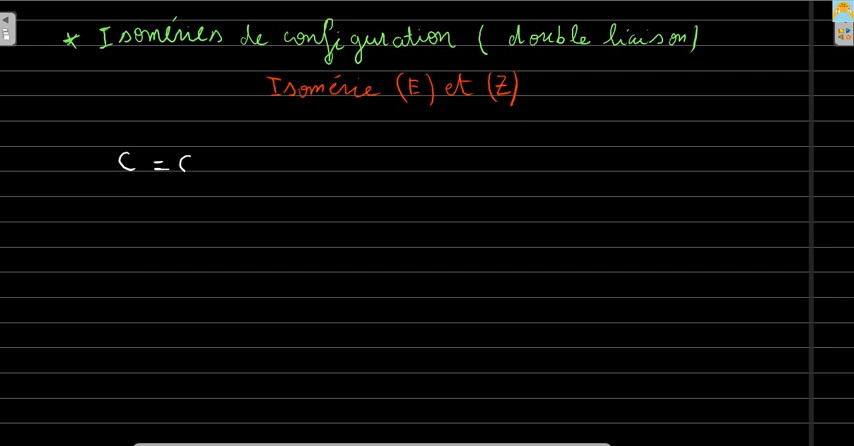 * Isoméries de configuration ( double liaison)
Isomérie (E) et (Z)
C = C